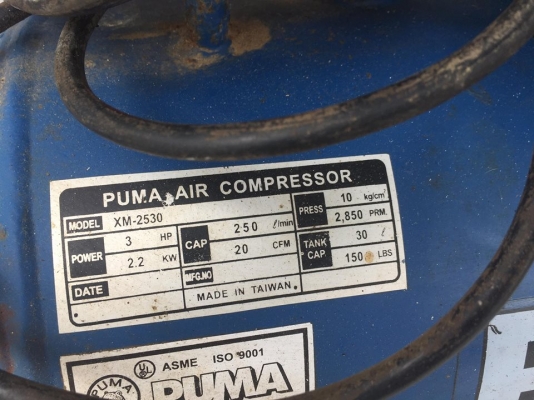 PUMA AIR COMPRESSOR
MODEL XM-2530
POWER 3 HP
2.2 KW
CAP 250 ℓ/min
20 CFM
PRESS 10 kg/cm²
2,850 PRM.
TANK CAP 30 ℓ
150 LBS
DATE
MFG.NO
MADE IN TAIWAN.
ASME ISO 9001
PUMA
UL
PUMA